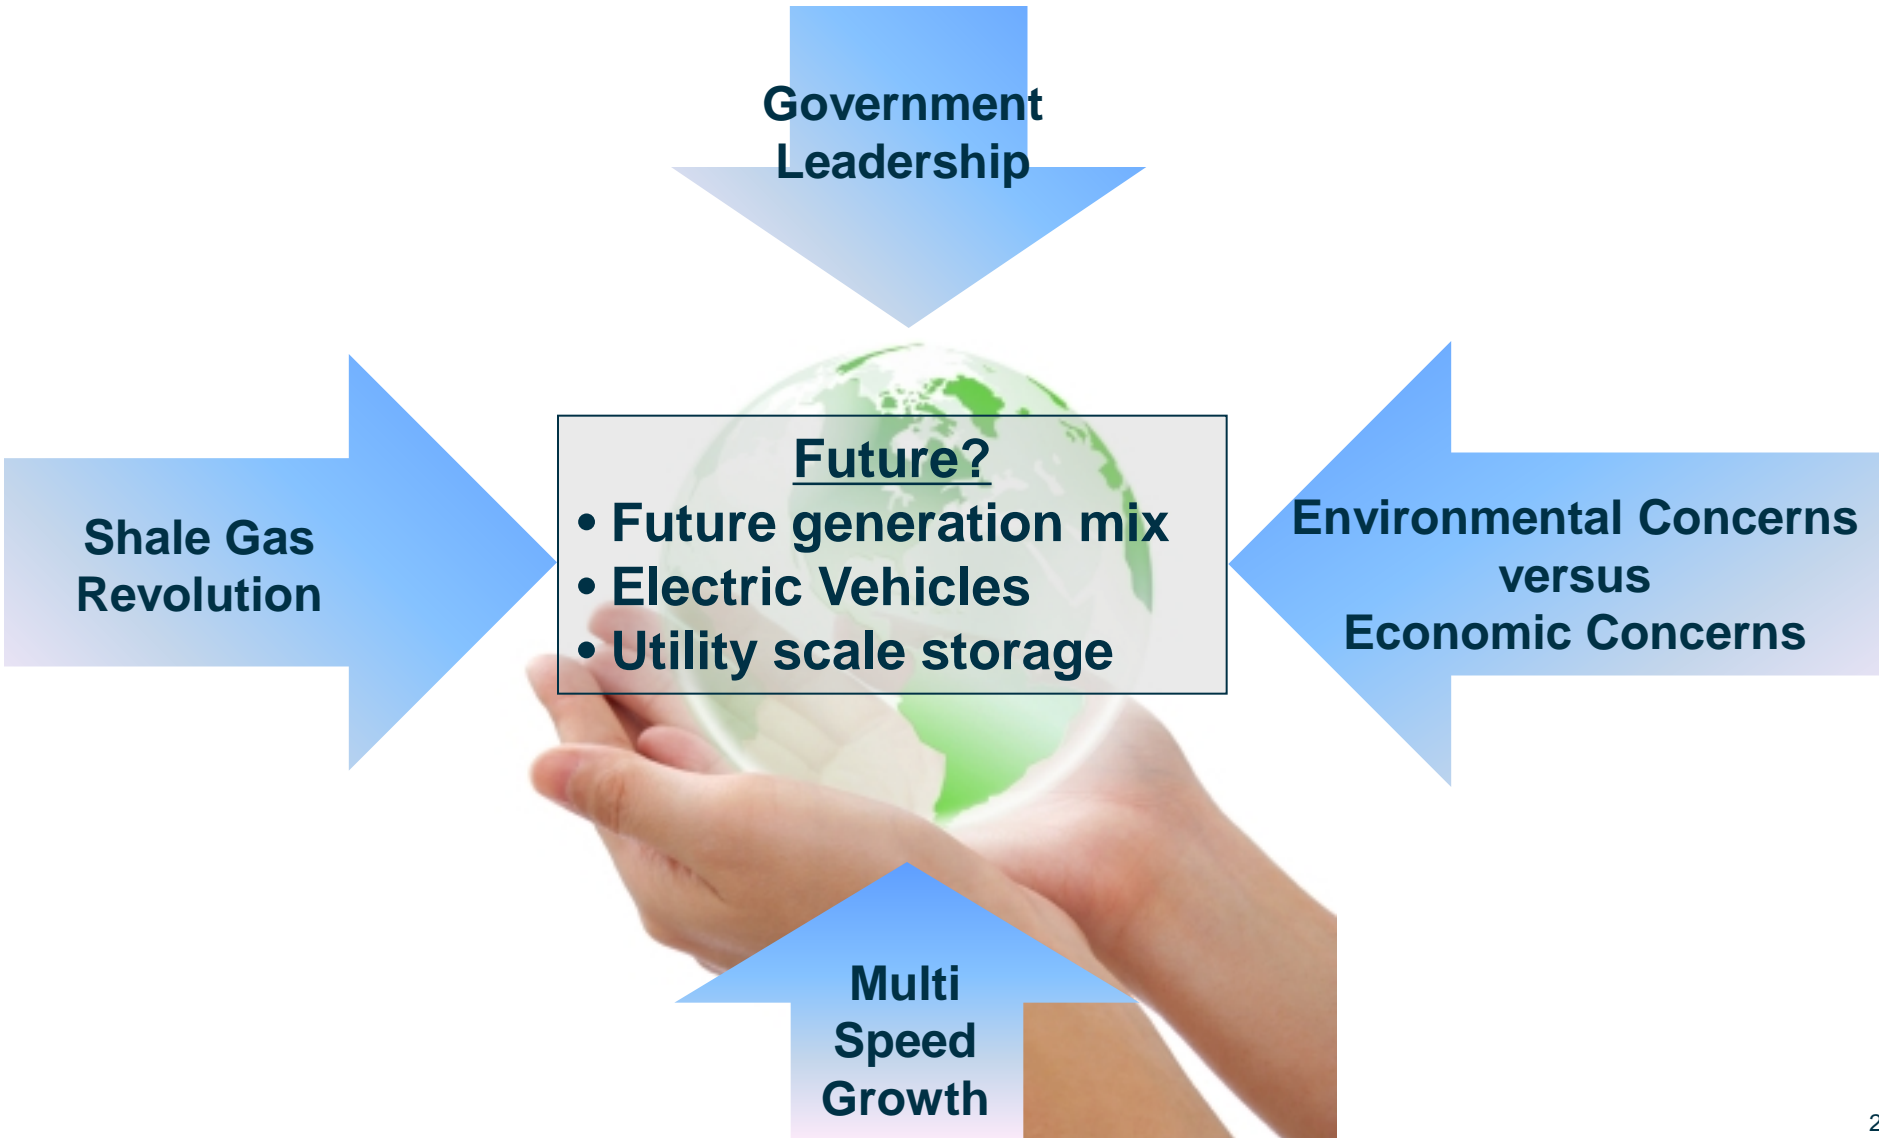 Government
Leadership
Future?
• Future generation mix
• Electric Vehicles
• Utility scale storage
Shale Gas
Revolution
Environmental Concerns
versus
Economic Concerns
Multi
Speed
Growth
2